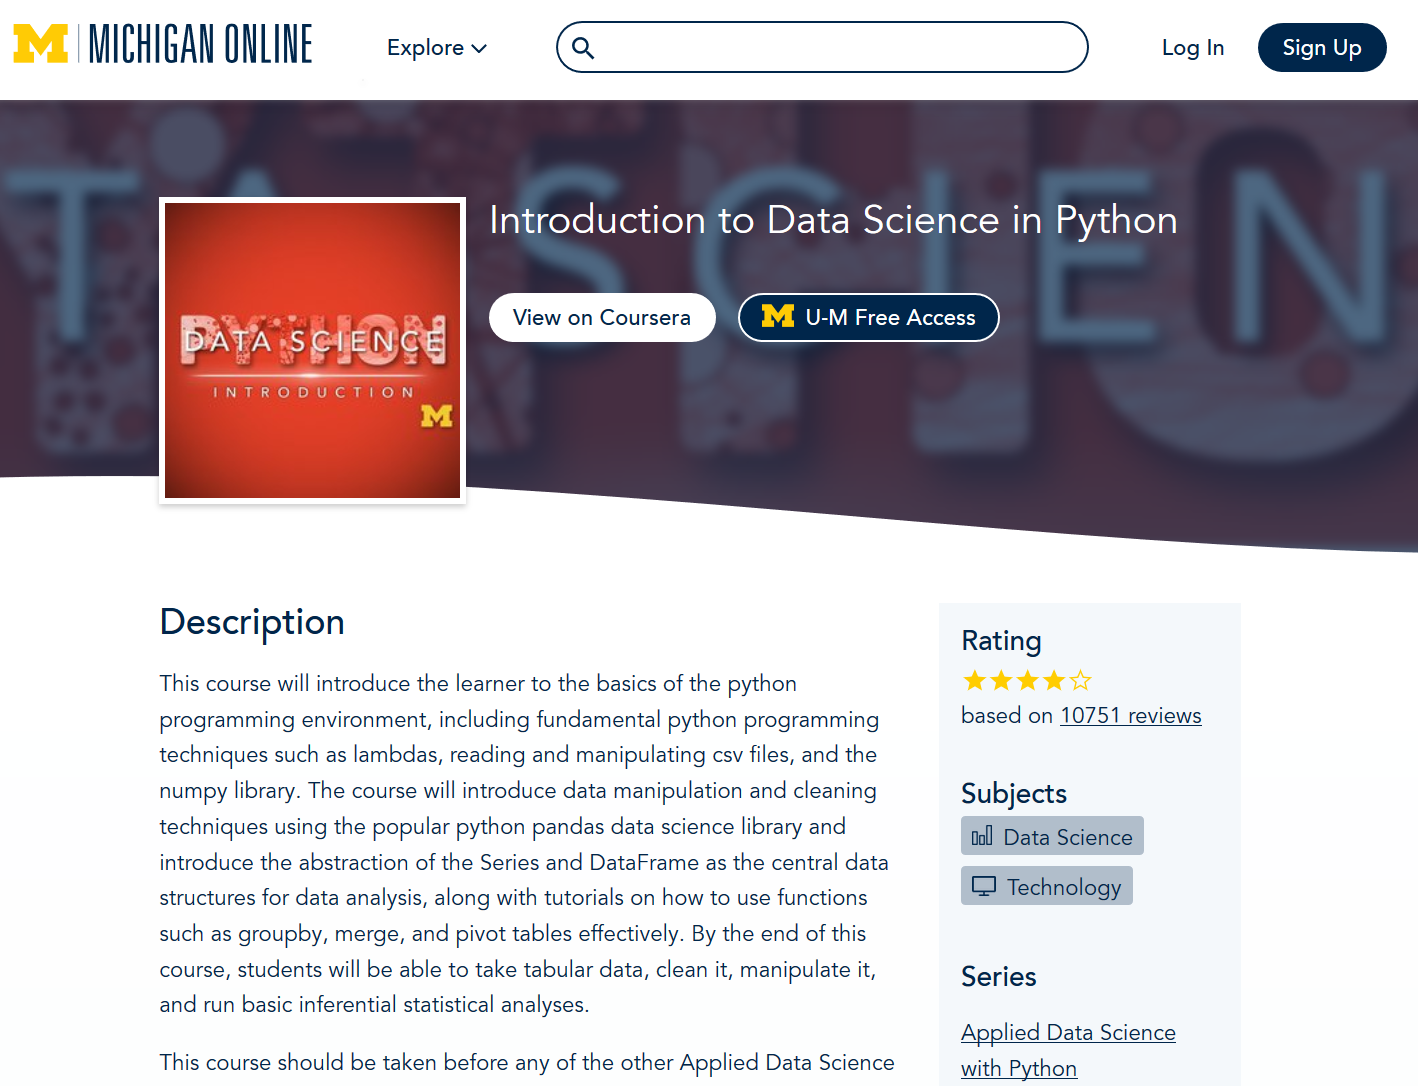 M MICHIGAN ONLINE
Explore
Log In
Sign Up
TA SCIEN
PYTHON
DATA SCIENCE
INTRODUCTION
M
Introduction to Data Science in Python
View on Coursera
M U-M Free Access
Description
This course will introduce the learner to the basics of the python
programming environment, including fundamental python programming
techniques such as lambdas, reading and manipulating csv files, and the
numpy library. The course will introduce data manipulation and cleaning
techniques using the popular python pandas data science library and
introduce the abstraction of the Series and DataFrame as the central data
structures for data analysis, along with tutorials on how to use functions
such as groupby, merge, and pivot tables effectively. By the end of this
course, students will be able to take tabular data, clean it, manipulate it,
and run basic inferential statistical analyses.
This course should be taken before any of the other Applied Data Science
Rating
based on 10751 reviews
Subjects
Data Science
Technology
Series
Applied Data Science
with Python